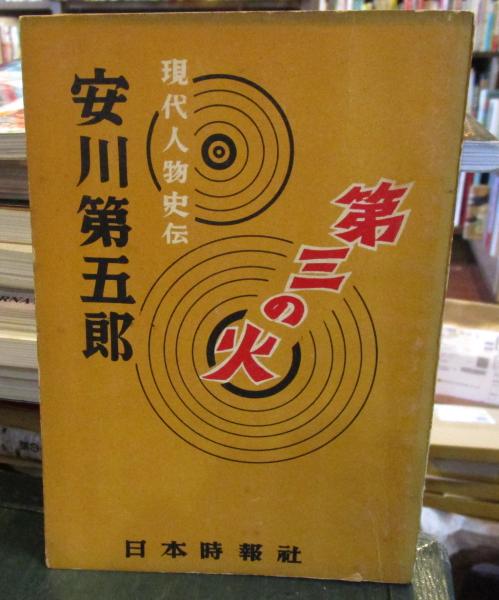 第三の火
現代人物史伝
安川第五郎
日本時報社